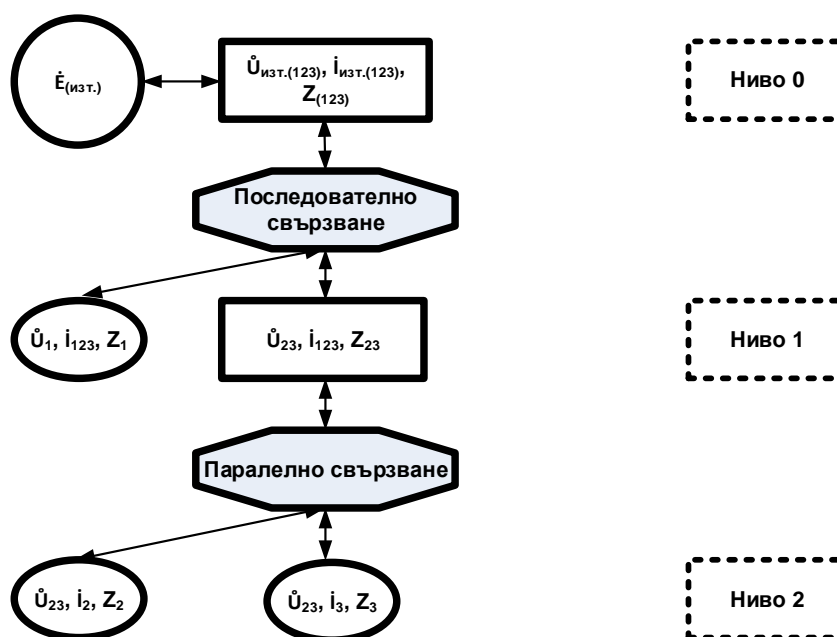 Ė(изт.)
Ůизт.(123), İизт.(123),
Z(123)
Ниво 0
Последователно
свързване
Ů1, İ123, Z1
Ů23, İ123, Z23
Ниво 1
Паралелно свързване
Ů23, İ2, Z2
Ů23, İ3, Z3
Ниво 2